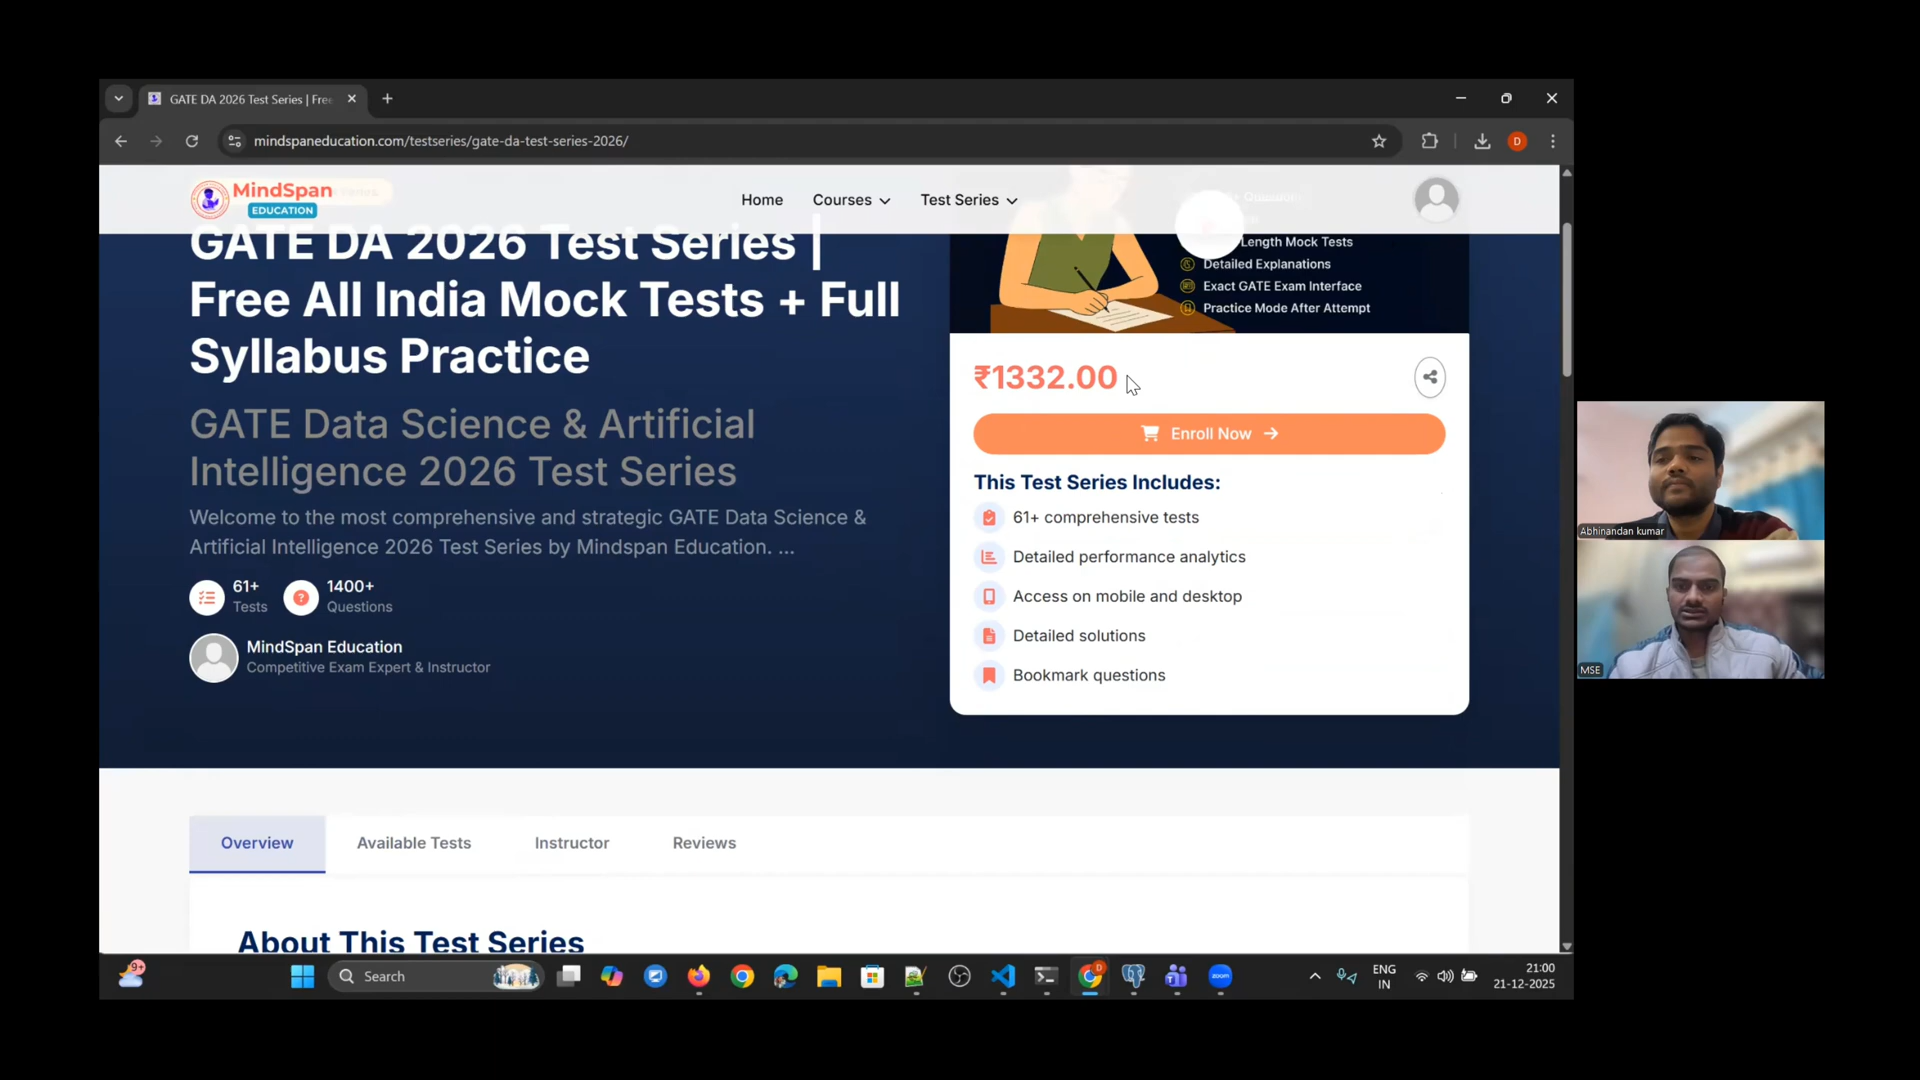 GATE DA 2026 Test Series | Free
mindspaneducation.com/testseries/gate-da-test-series-2026/
D
MindSpan
EDUCATION
Home
Courses
Test Series
GATE DA 2026 Test Series |
Free All India Mock Tests + Full
Syllabus Practice
GATE Data Science & Artificial
Intelligence 2026 Test Series
Welcome to the most comprehensive and strategic GATE Data Science &
Artificial Intelligence 2026 Test Series by Mindspan Education. ...
61+
Tests
1400+
Questions
MindSpan Education
Competitive Exam Expert & Instructor
Length Mock Tests
Detailed Explanations
Exact GATE Exam Interface
Practice Mode After Attempt
₹1332.00
Enroll Now
This Test Series Includes:
61+ comprehensive tests
Detailed performance analytics
Access on mobile and desktop
Detailed solutions
Bookmark questions
Overview
Available Tests
Instructor
Reviews
About This Test Series
Abhinandan kumar
MSE
9+
Search
D
zoom
ENG
IN
21:00
21-12-2025